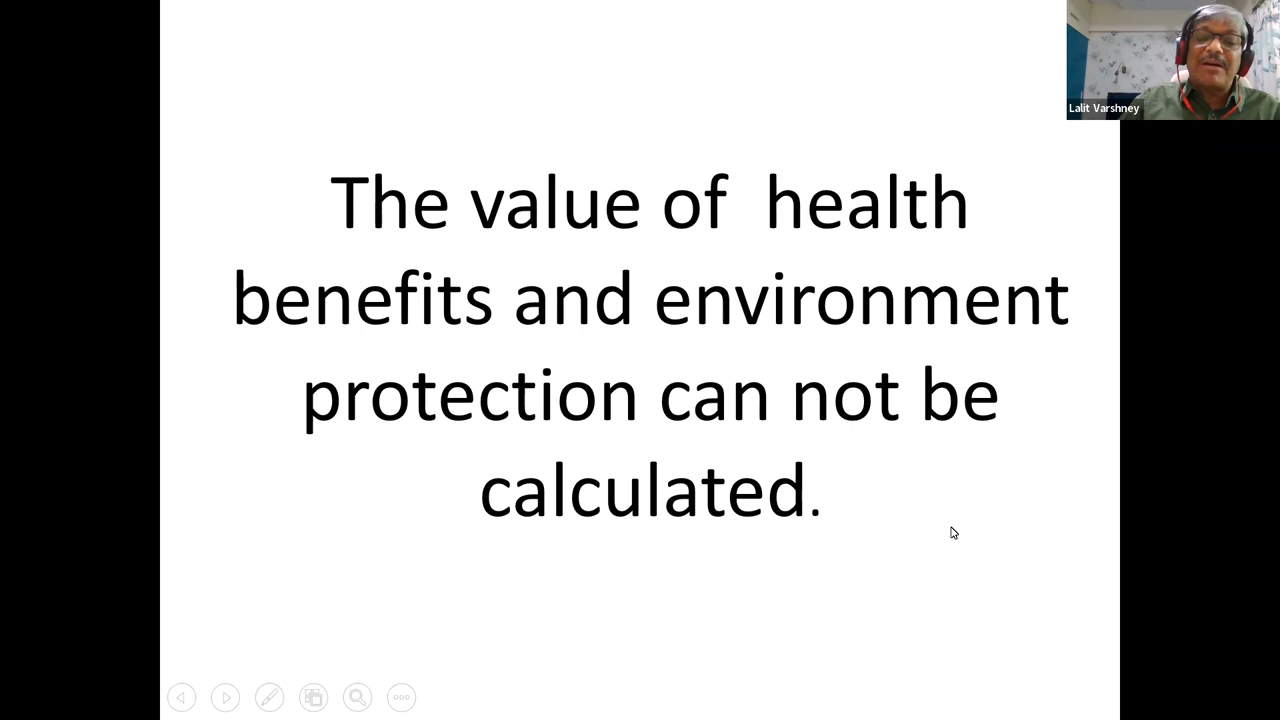 Lalit Varshney
The value of  health
benefits and environment
protection can not be
calculated.